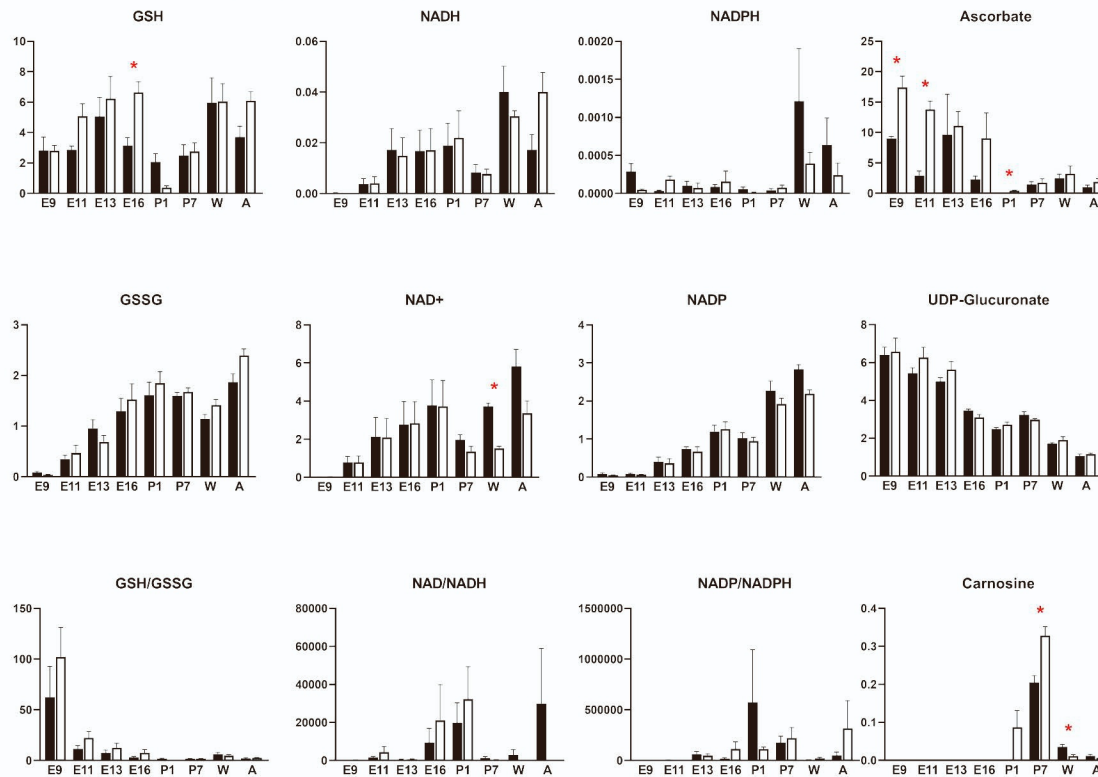 GSH
10
8
6
4
2
0
E9 E11 E13 E16 P1 P7 W A
*
NADH
0.06
0.04
0.02
0.00
E9 E11 E13 E16 P1 P7 W A
NADPH
0.0020
0.0015
0.0010
0.0005
0.0000
E9 E11 E13 E16 P1 P7 W A
Ascorbate
25
20
15
10
5
0
E9 E11 E13 E16 P1 P7 W A
*
*
*
GSSG
3
2
1
0
E9 E11 E13 E16 P1 P7 W A
NAD+
8
6
4
2
0
E9 E11 E13 E16 P1 P7 W A
*
NADP
4
3
2
1
0
E9 E11 E13 E16 P1 P7 W A
UDP-Glucuronate
8
6
4
2
0
E9 E11 E13 E16 P1 P7 W A
GSH/GSSG
150
100
50
0
E9 E11 E13 E16 P1 P7 W A
NAD/NADH
80000
60000
40000
20000
0
E9 E11 E13 E16 P1 P7 W A
NADP/NADPH
1500000
1000000
500000
0
E9 E11 E13 E16 P1 P7 W A
Carnosine
0.4
0.3
0.2
0.1
0.0
E9 E11 E13 E16 P1 P7 W A
*
*